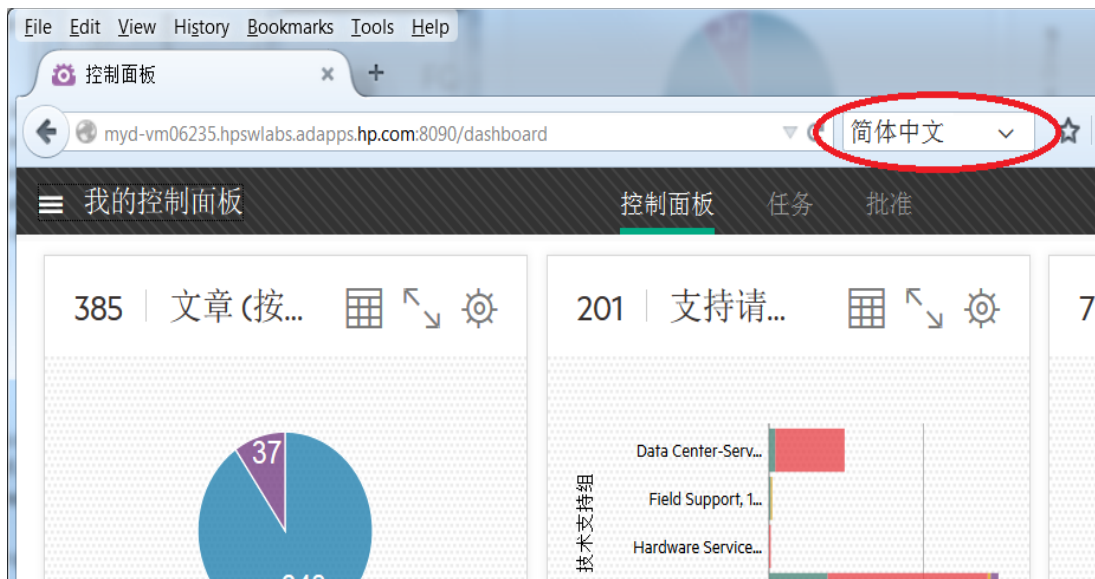 File Edit View History Bookmarks Tools Help
控制面板 × +
myd-vm06235.hpswlabs.adapps.hp.com:8090/dashboard 简体中文
我的控制面板 控制面板 任务 批准
385 文章 (按... 201 支持请... 7
37
Data Center-Serv...
Field Support, 1...
Hardware Service...
技术支持组